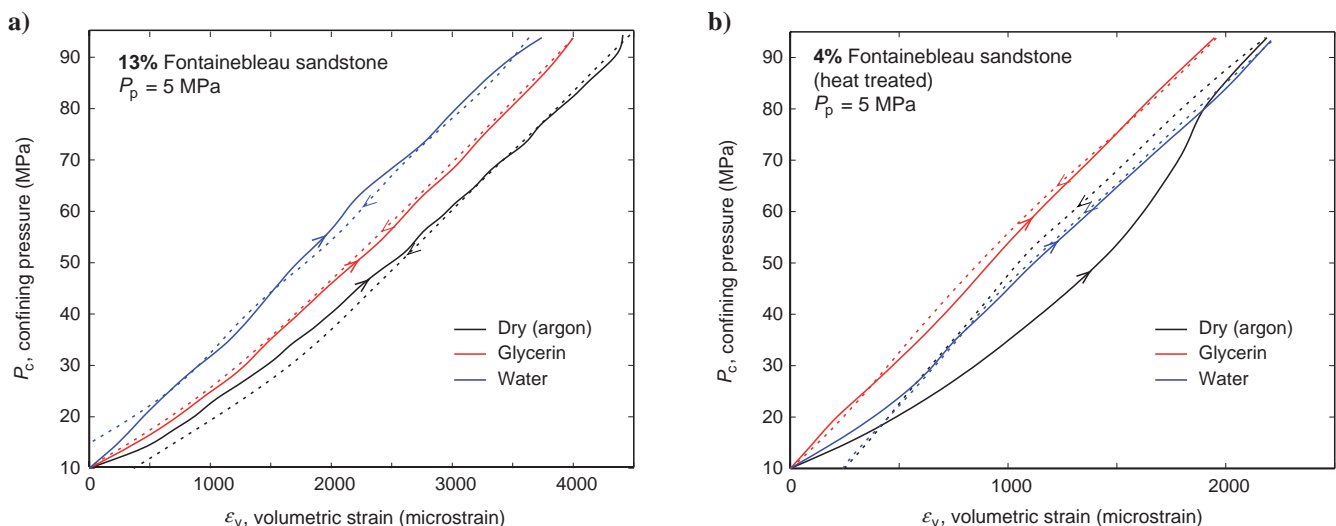 a)
13% Fontainebleau sandstone
Pp = 5 MPa
90
80
70
60
50
40
30
20
10
Pc, confining pressure (MPa)
Dry (argon)
Glycerin
Water
0 1000 2000 3000 4000
εv, volumetric strain (microstrain)
b)
4% Fontainebleau sandstone
(heat treated)
Pp = 5 MPa
90
80
70
60
50
40
30
20
10
Pc, confining pressure (MPa)
Dry (argon)
Glycerin
Water
0 1000 2000
εv, volumetric strain (microstrain)